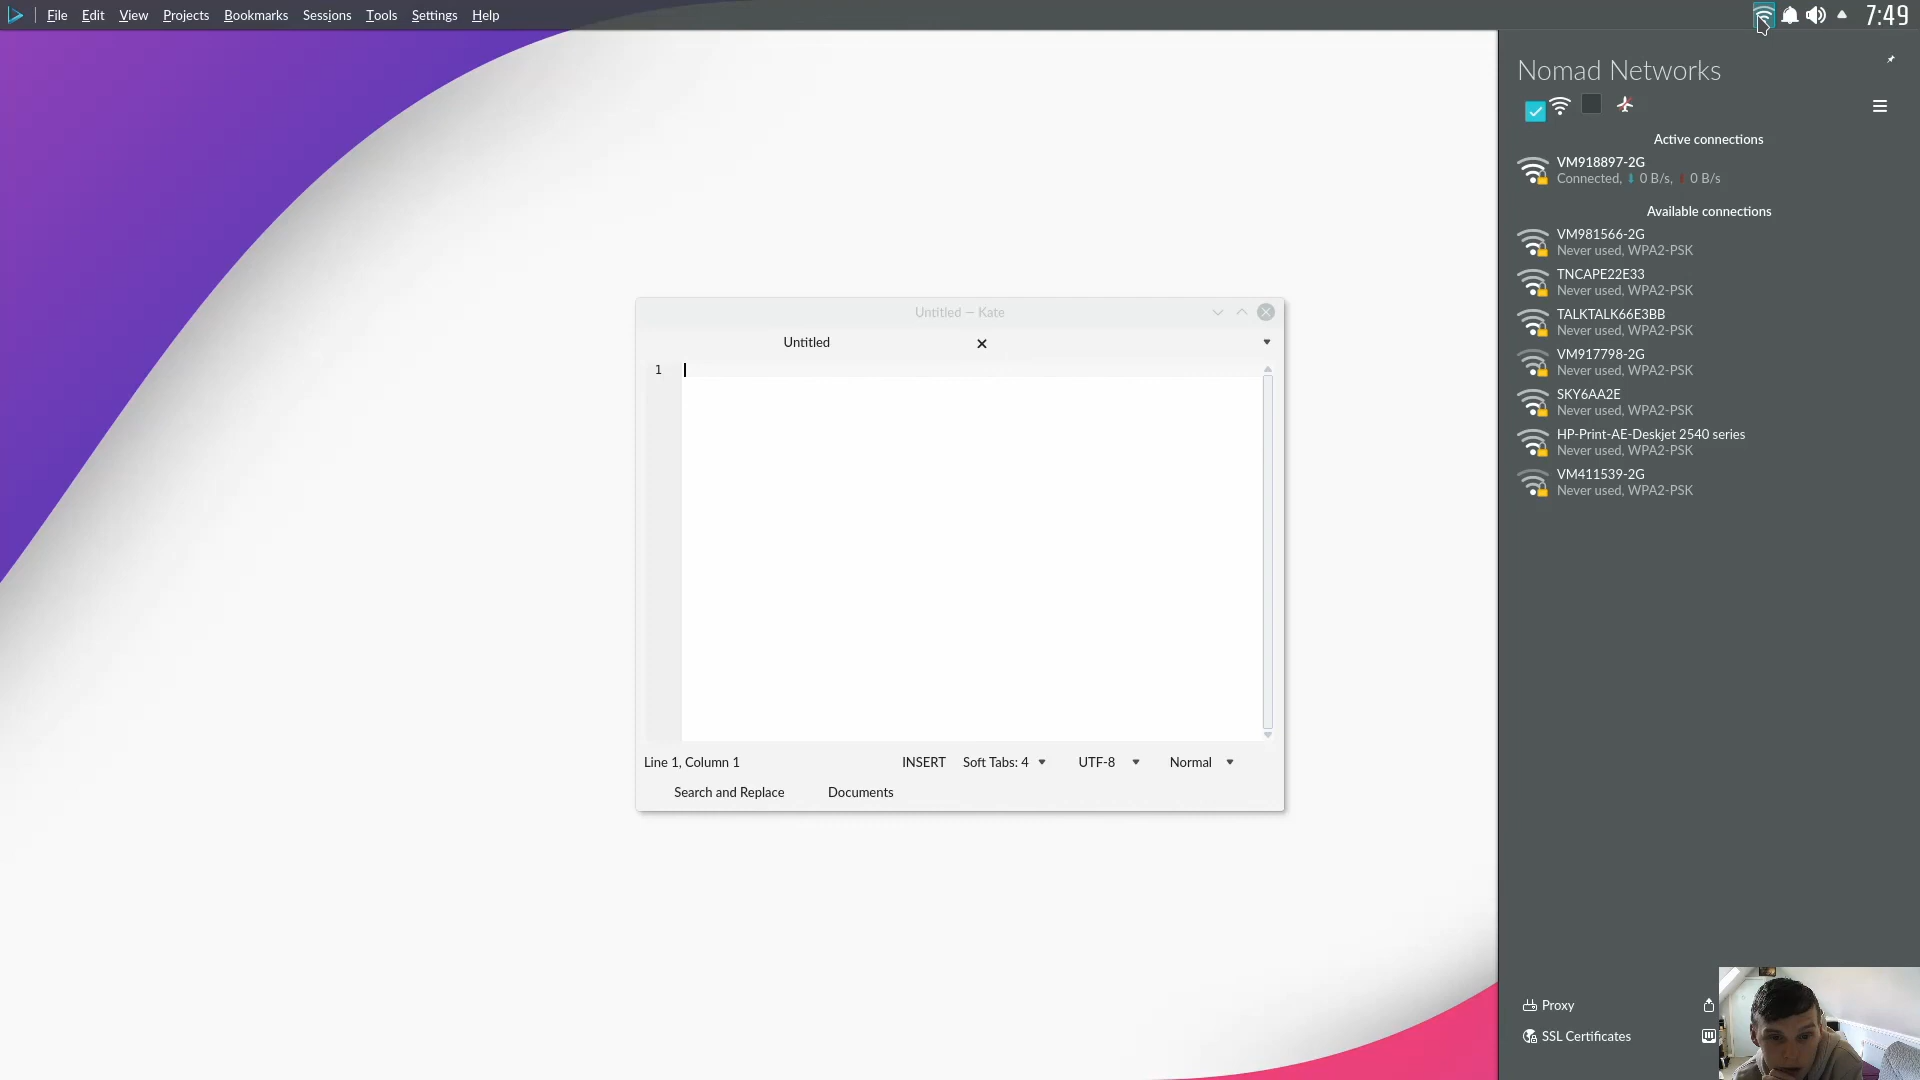 File Edit View Projects Bookmarks Sessions Tools Settings Help
7:49
Nomad Networks
Active connections
VM918897-2G
Connected, ⬇ 0 B/s, ⬆ 0 B/s
Available connections
VM981566-2G
Never used, WPA2-PSK
TNCAPE22E33
Never used, WPA2-PSK
TALKTALK66E3BB
Never used, WPA2-PSK
VM917798-2G
Never used, WPA2-PSK
SKY6AA2E
Never used, WPA2-PSK
HP-Print-AE-Deskjet 2540 series
Never used, WPA2-PSK
VM411539-2G
Never used, WPA2-PSK
Proxy
SSL Certificates
Untitled — Kate
Untitled
1
Line 1, Column 1 INSERT Soft Tabs: 4 UTF-8 Normal
Search and Replace Documents